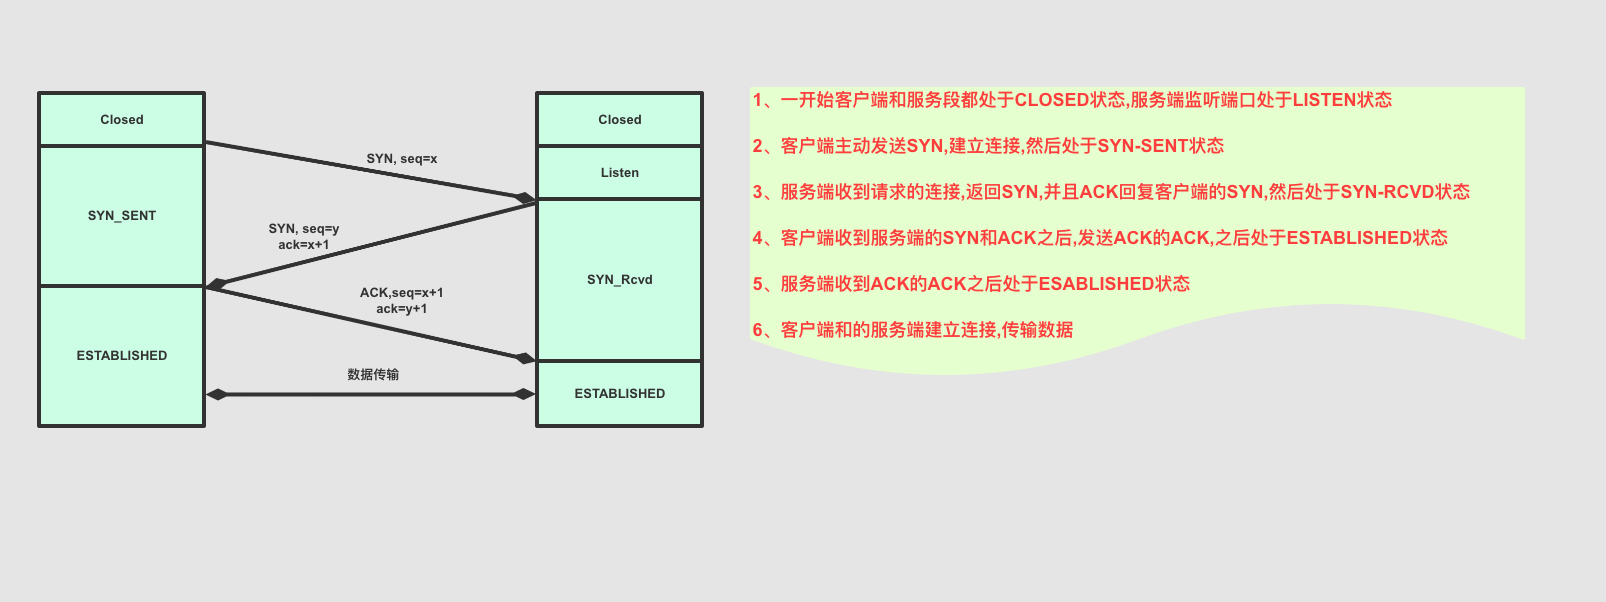 Closed
SYN_SENT
ESTABLISHED
SYN, seq=x
SYN, seq=y
ack=x+1
ACK,seq=x+1
ack=y+1
数据传输
Closed
Listen
SYN_Rcvd
ESTABLISHED
1、一开始客户端和服务段都处于CLOSED状态,服务端监听端口处于LISTEN状态
2、客户端主动发送SYN,建立连接,然后处于SYN-SENT状态
3、服务端收到请求的连接,返回SYN,并且ACK回复客户端的SYN,然后处于SYN-RCVD状态
4、客户端收到服务端的SYN和ACK之后,发送ACK的ACK,之后处于ESTABLISHED状态
5、服务端收到ACK的ACK之后处于ESABLISHED状态
6、客户端和的服务端建立连接,传输数据